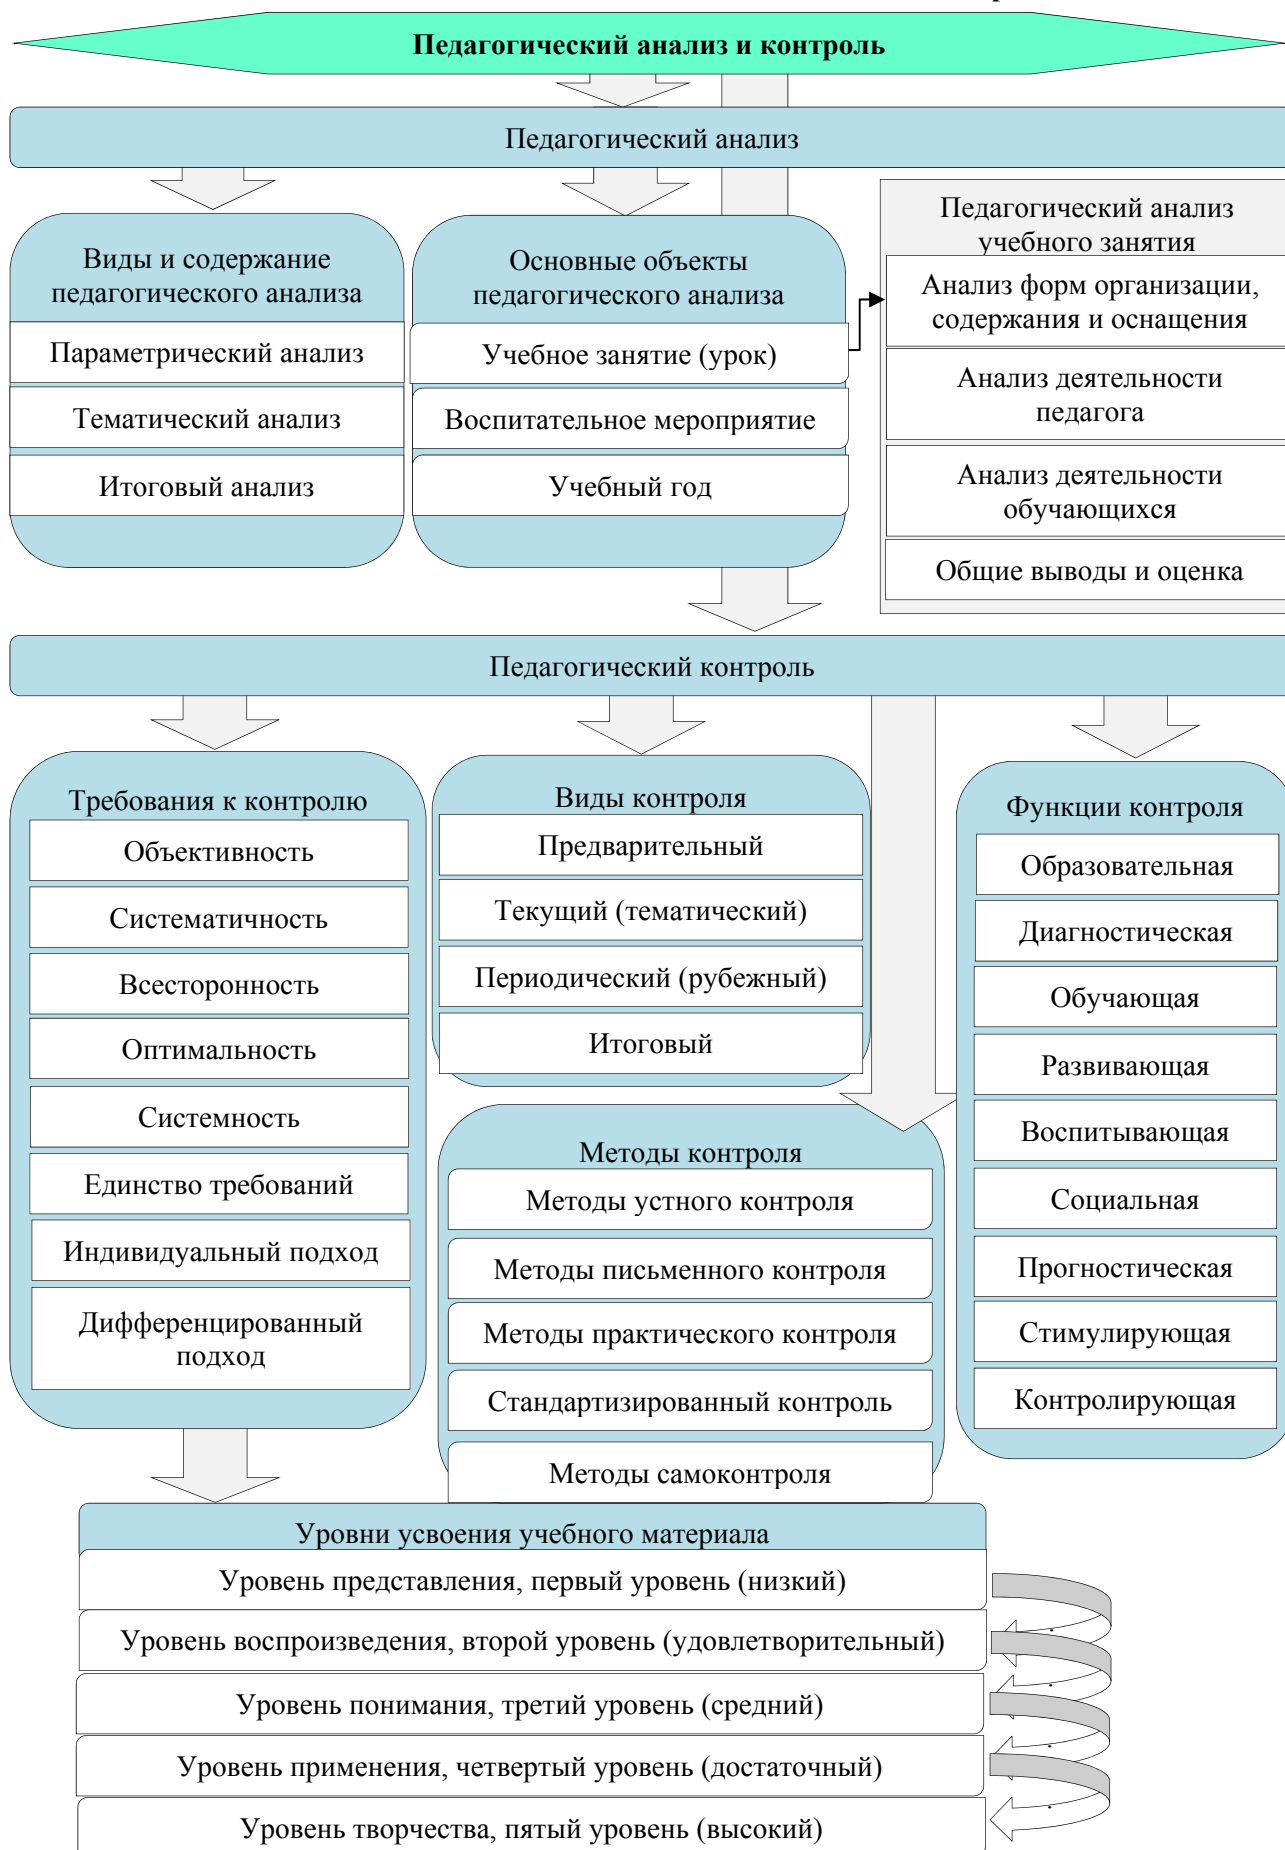 Педагогический анализ и контроль
Педагогический анализ
Виды и содержание
педагогического анализа
Параметрический анализ
Тематический анализ
Итоговый анализ
Основные объекты
педагогического анализа
Учебное занятие (урок)
Воспитательное мероприятие
Учебный год
Педагогический анализ
учебного занятия
Анализ форм организации,
содержания и оснащения
Анализ деятельности
педагога
Анализ деятельности
обучающихся
Общие выводы и оценка
Педагогический контроль
Требования к контролю
Объективность
Систематичность
Всесторонность
Оптимальность
Системность
Единство требований
Индивидуальный подход
Дифференцированный
подход
Виды контроля
Предварительный
Текущий (тематический)
Периодический (рубежный)
Итоговый
Методы контроля
Методы устного контроля
Методы письменного контроля
Методы практического контроля
Стандартизированный контроль
Методы самоконтроля
Функции контроля
Образовательная
Диагностическая
Обучающая
Развивающая
Воспитывающая
Социальная
Прогностическая
Стимулирующая
Контролирующая
Уровни усвоения учебного материала
Уровень представления, первый уровень (низкий)
Уровень воспроизведения, второй уровень (удовлетворительный)
Уровень понимания, третий уровень (средний)
Уровень применения, четвертый уровень (достаточный)
Уровень творчества, пятый уровень (высокий)